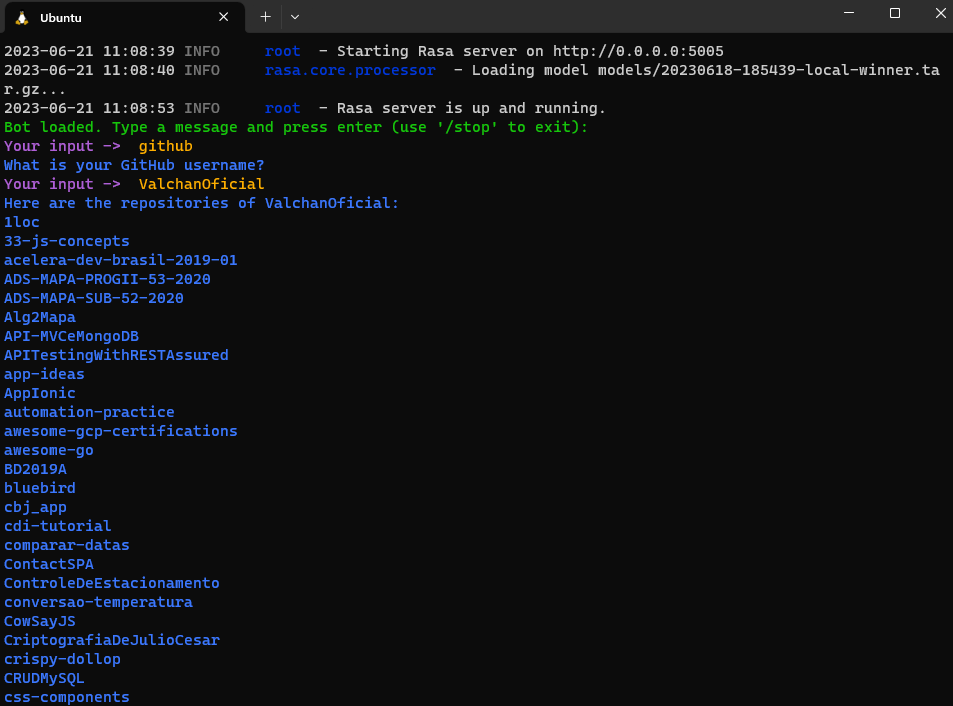 Ubuntu
2023-06-21 11:08:39 INFO     root  - Starting Rasa server on http://0.0.0.0:5005
2023-06-21 11:08:40 INFO     rasa.core.processor  - Loading model models/20230618-185439-local-winner.ta
r.gz...
2023-06-21 11:08:53 INFO     root  - Rasa server is up and running.
Bot loaded. Type a message and press enter (use '/stop' to exit):
Your input ->  github
What is your GitHub username?
Your input ->  ValchanOficial
Here are the repositories of ValchanOficial:
1loc
33-js-concepts
acelera-dev-brasil-2019-01
ADS-MAPA-PROGII-53-2020
ADS-MAPA-SUB-52-2020
Alg2Mapa
API-MVCeMongoDB
APITestingWithRESTAssured
app-ideas
AppIonic
automation-practice
awesome-gcp-certifications
awesome-go
BD2019A
bluebird
cbj_app
cdi-tutorial
comparar-datas
ContactSPA
ControleDeEstacionamento
conversao-temperatura
CowSayJS
CriptografiaDeJulioCesar
crispy-dollop
CRUDMySQL
css-components